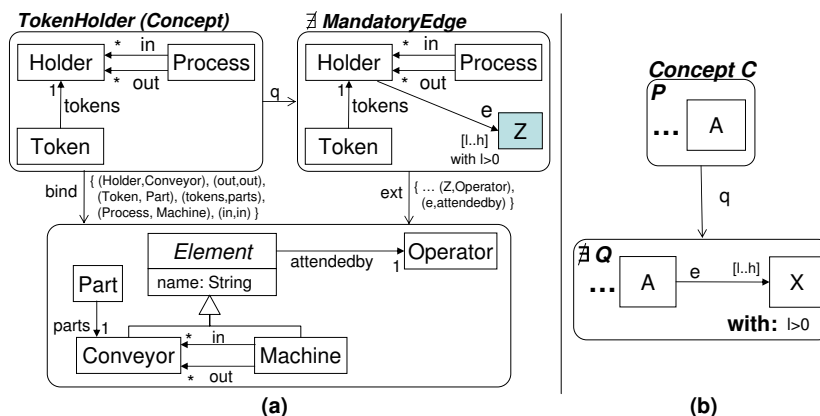 TokenHolder (Concept)
∄ MandatoryEdge
Holder
* in
* out
Process
1
tokens
Token
q
Holder
* in
* out
Process
1
tokens
Token
e
[l..h]
with l>0
Z
bind
{ (Holder,Conveyor), (out,out),
(Token, Part), (tokens,parts),
(Process, Machine), (in,in) }
ext
{ … (Z,Operator),
(e,attendedby) }
Element
name: String
attendedby
1
Operator
Part
parts
1
Conveyor
* in
* out
Machine
(a)
Concept C
P
... A
q
∄ Q
... A
e
[l..h]
X
with: l>0
(b)